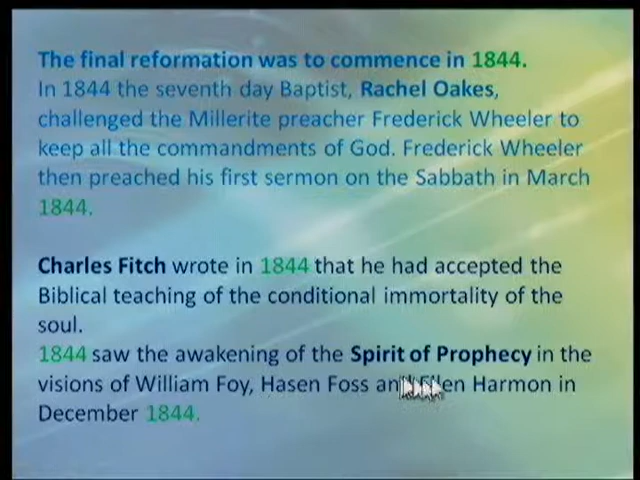 The final reformation was to commence in 1844.
In 1844 the seventh day Baptist, Rachel Oakes,
challenged the Millerite preacher Frederick Wheeler to
keep all the commandments of God. Frederick Wheeler
then preached his first sermon on the Sabbath in March
1844.
Charles Fitch wrote in 1844 that he had accepted the
Biblical teaching of the conditional immortality of the
soul.
1844 saw the awakening of the Spirit of Prophecy in the
visions of William Foy, Hasen Foss and Ellen Harmon in
December 1844.